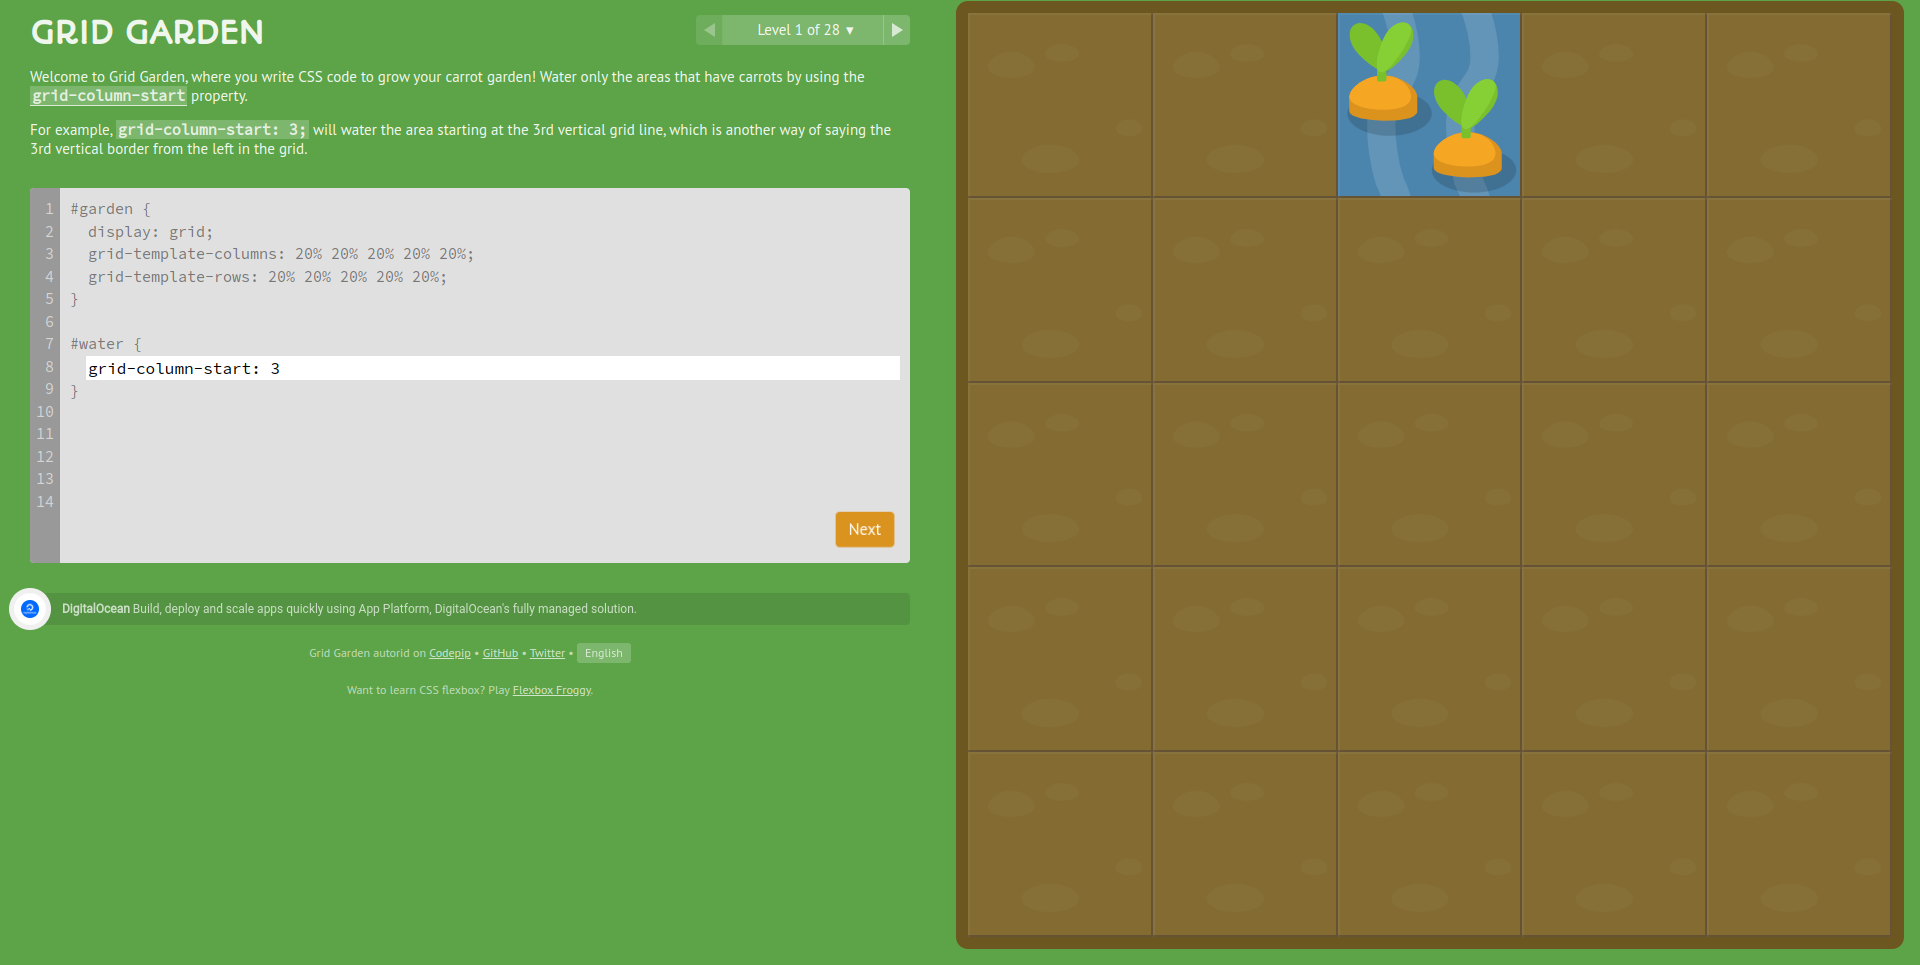 GRID GARDEN
◀ Level 1 of 28 ▾ ▶
Welcome to Grid Garden, where you write CSS code to grow your carrot garden! Water only the areas that have carrots by using the
grid-column-start property.
For example, grid-column-start: 3; will water the area starting at the 3rd vertical grid line, which is another way of saying the
3rd vertical border from the left in the grid.
1 #garden {
2 display: grid;
3 grid-template-columns: 20% 20% 20% 20% 20%;
4 grid-template-rows: 20% 20% 20% 20% 20%;
5 }
6
7 #water {
8 grid-column-start: 3
9 }
10
11
12
13
14
Next
DigitalOcean Build, deploy and scale apps quickly using App Platform, DigitalOcean's fully managed solution.
Grid Garden autorid on Codepip • GitHub • Twitter • English
Want to learn CSS flexbox? Play Flexbox Froggy.